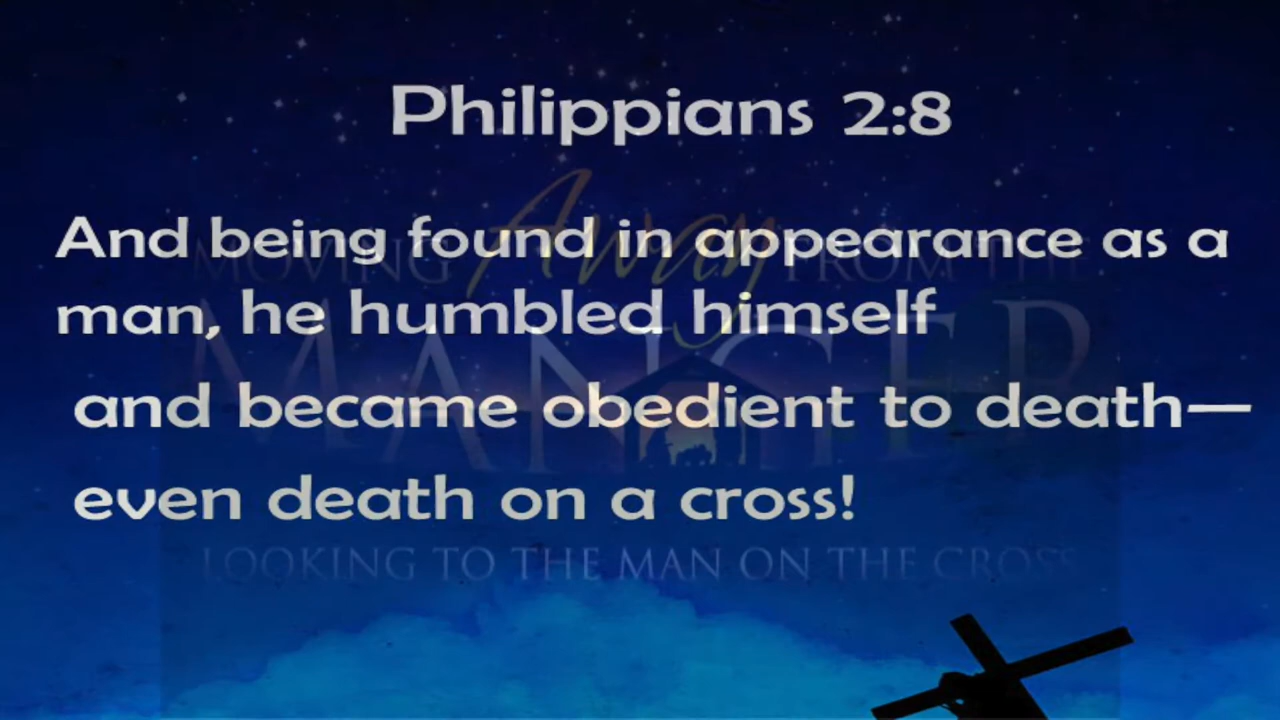 Philippians 2:8
And being found in appearance as a
MOVING Away FROM THE
man, he humbled himself
MANGER
and became obedient to death—
even death on a cross!
LOOKING TO THE MAN ON THE CROSS